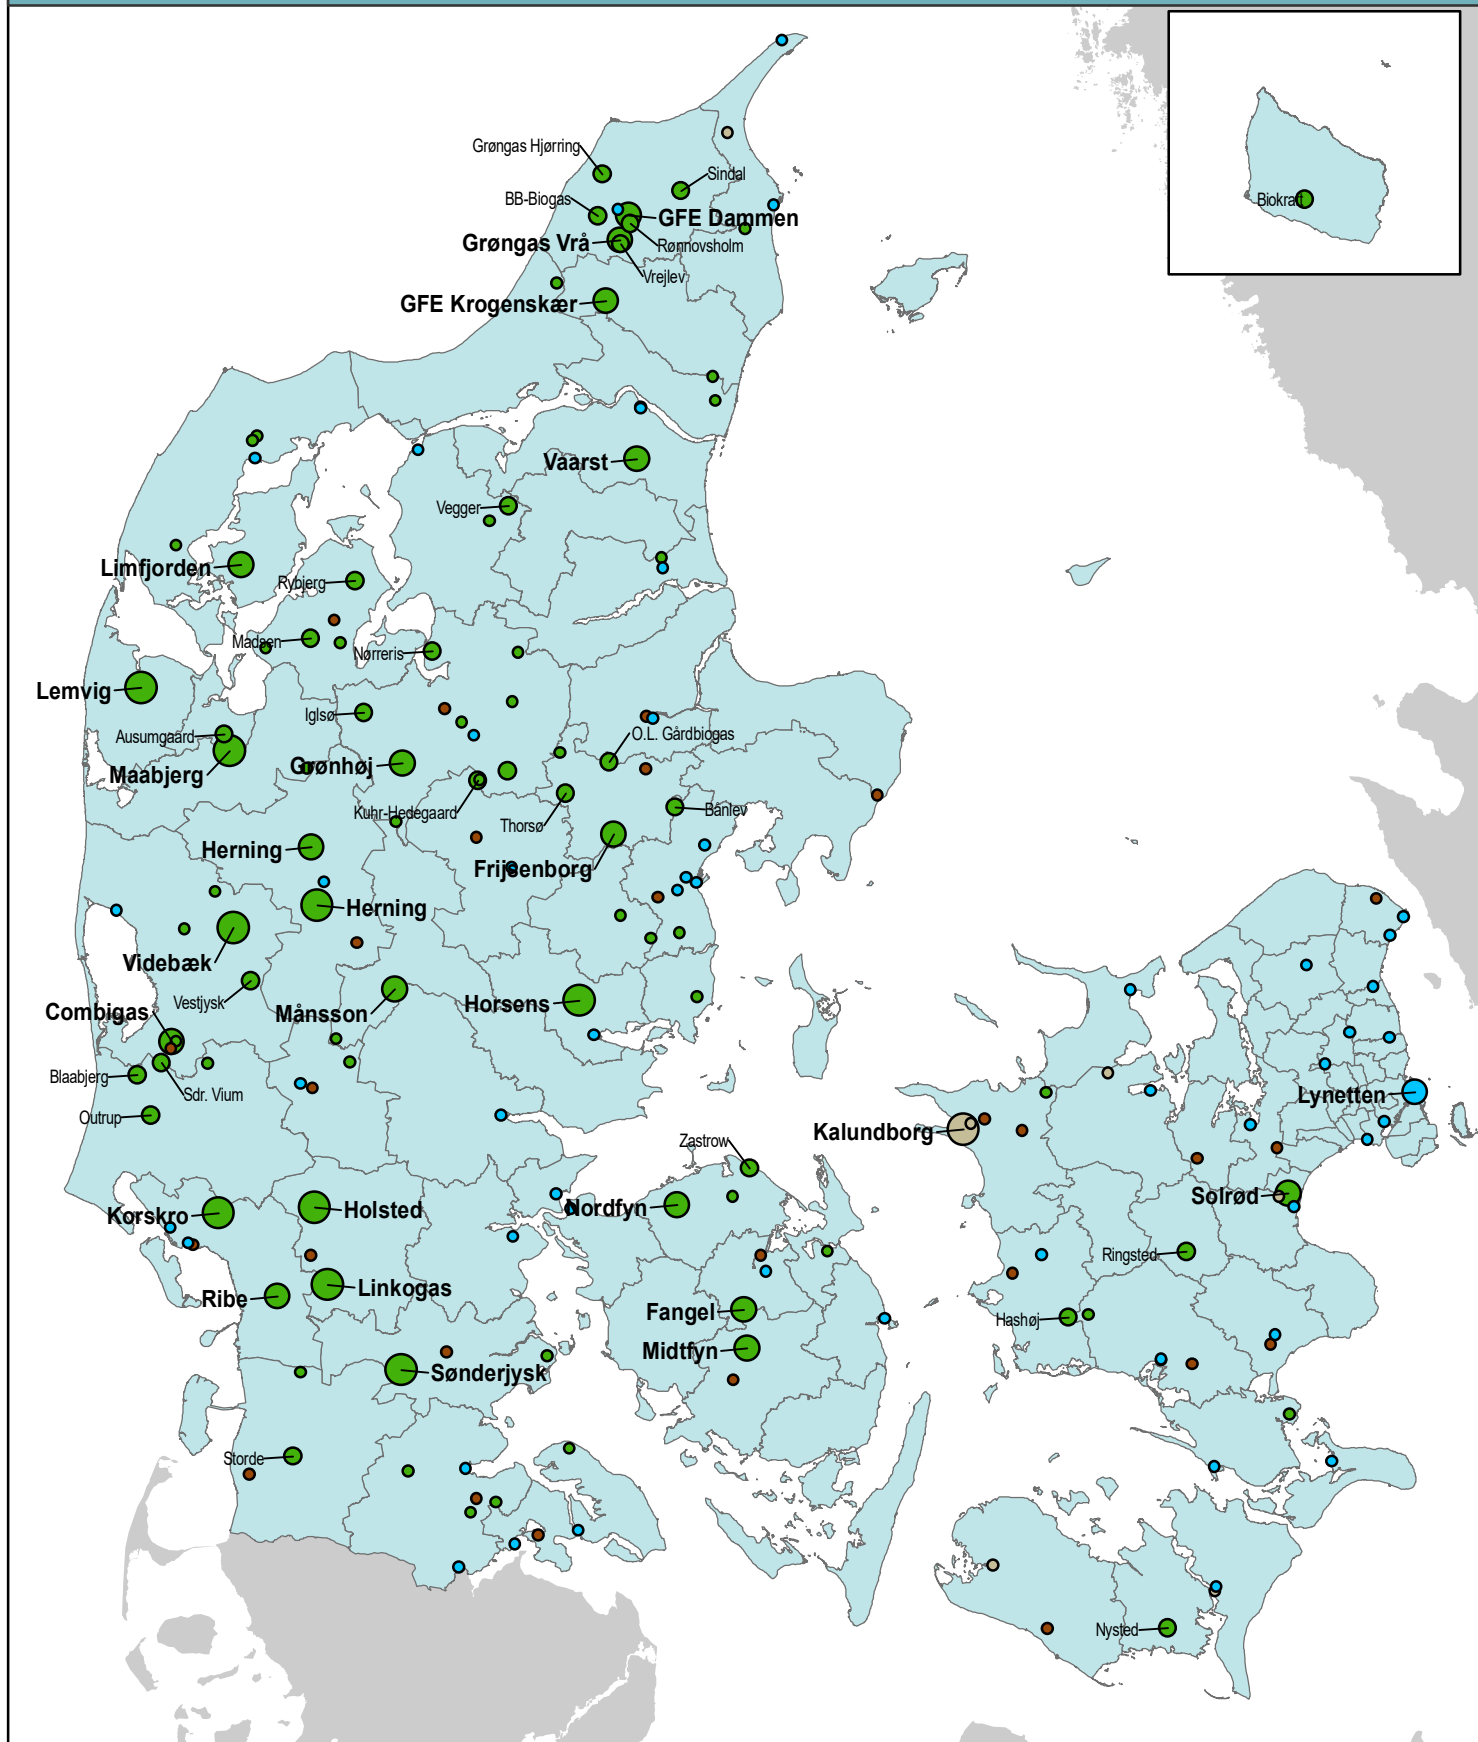 Grøngas Hjørring
Sindal
BB-Biogas
GFE Dammen
Biokraft
Grøngas Vrå
Rønnovsholm
Vrejlev
GFE Krogenskær
Vaarst
Vegger
Limfjorden
Rybjerg
Madsen
Nørreris
Lemvig
Iglsø
Ausumgaard
O.L. Gårdbiogas
Maabjerg
Grønhøj
Kuhr-Hedegaard
Thorsø
Bånlev
Herning
Frijsenborg
Herning
Videbæk
Vestjysk
Månsson
Horsens
Combigas
Blaabjerg
Sdr. Vium
Outrup
Lynetten
Kalundborg
Zastrow
Solrød
Korskro
Holsted
Nordfyn
Ringsted
Ribe
Linkogas
Fangel
Hashøj
Midtfyn
Sønderjysk
Storde
Nysted